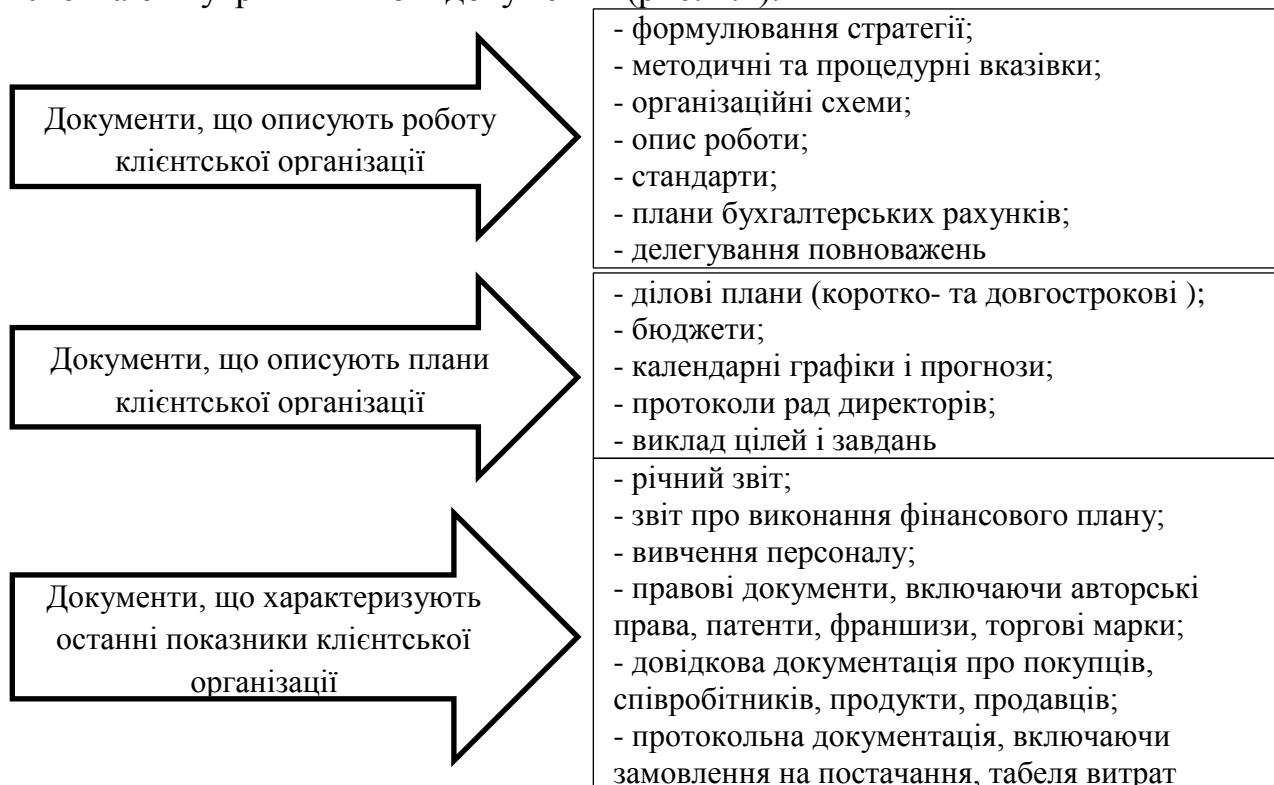 - формулювання стратегії;
- методичні та процедурні вказівки;
- організаційні схеми;
- опис роботи;
- стандарти;
- плани бухгалтерських рахунків;
- делегування повноважень
Документи, що описують роботу
клієнтської організації
- ділові плани (коротко- та довгострокові );
- бюджети;
- календарні графіки і прогнози;
- протоколи рад директорів;
- виклад цілей і завдань
Документи, що описують плани
клієнтської організації
- річний звіт;
- звіт про виконання фінансового плану;
- вивчення персоналу;
- правові документи, включаючи авторські
права, патенти, франшизи, торгові марки;
- довідкова документація про покупців,
співробітників, продукти, продавців;
- протокольна документація, включаючи
замовлення на постачання, табеля витрат
Документи, що характеризують
останні показники клієнтської
організації